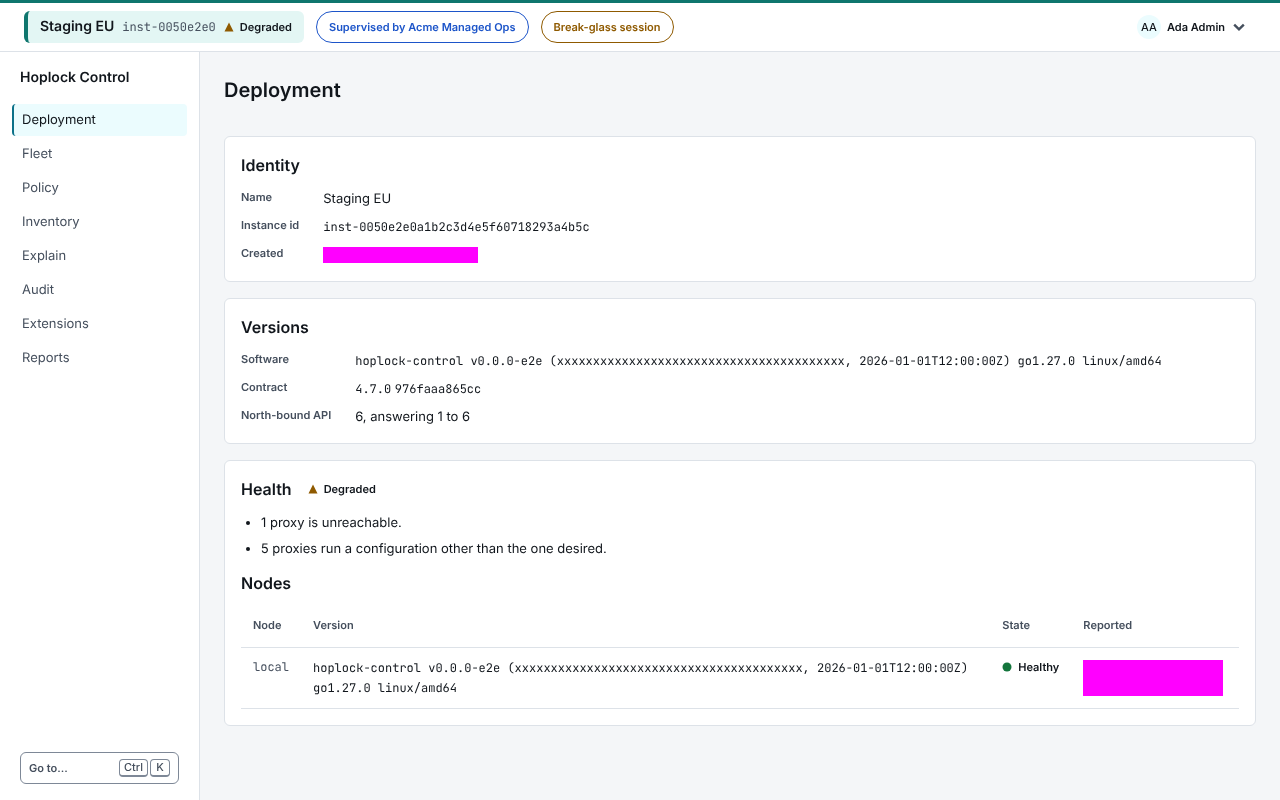 Staging EU inst-0050e2e0 Degraded
Supervised by Acme Managed Ops
Break-glass session
AA Ada Admin
Hoplock Control
Deployment
Fleet
Policy
Inventory
Explain
Audit
Extensions
Reports
Go to... Ctrl K
Deployment
Identity
Name Staging EU
Instance id inst-0050e2e0a1b2c3d4e5f60718293a4b5c
Created
Versions
Software hoplock-control v0.0.0-e2e (xxxxxxxxxxxxxxxxxxxxxxxxxxxxxxxxxxxxxxxx, 2026-01-01T12:00:00Z) go1.27.0 linux/amd64
Contract 4.7.0 976faaa865cc
North-bound API 6, answering 1 to 6
Health Degraded
1 proxy is unreachable.
5 proxies run a configuration other than the one desired.
Nodes
Node Version State Reported
local hoplock-control v0.0.0-e2e (xxxxxxxxxxxxxxxxxxxxxxxxxxxxxxxxxxxxxxxx, 2026-01-01T12:00:00Z) Healthy
go1.27.0 linux/amd64